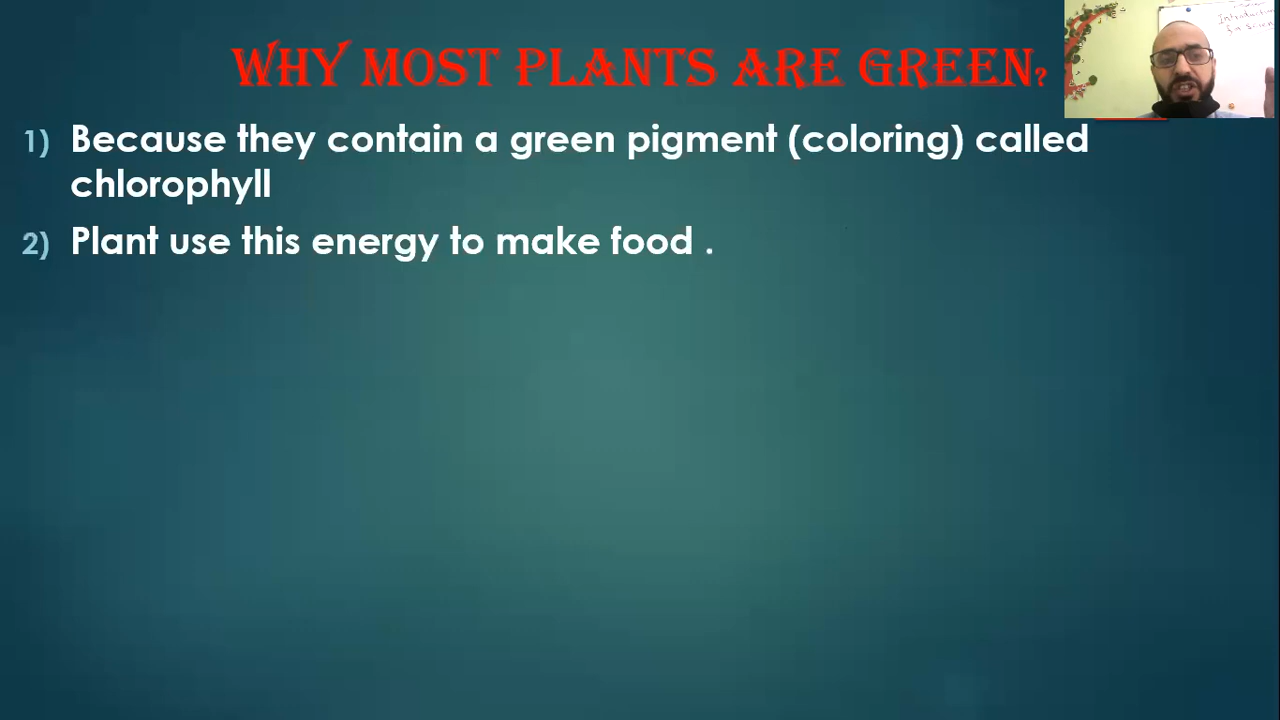 WHY MOST PLANTS ARE GREEN?
1) Because they contain a green pigment (coloring) called
chlorophyll
2) Plant use this energy to make food .
Introduction